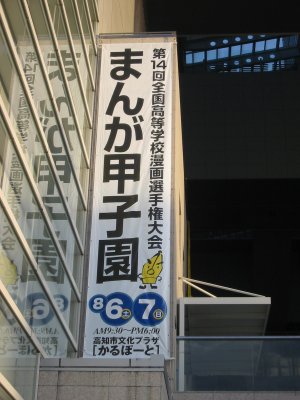 第14回全国高等学校漫画選手権大会
まんが甲子園
8 6土 7日
AM9:30～PM6:00
高知市文化プラザ
[かるぽーと]